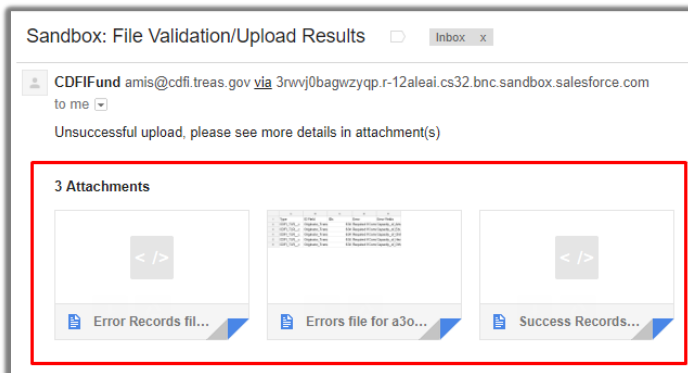 Sandbox: File Validation/Upload Results Inbox x
CDFIFund amis@cdfi.treas.gov via 3rwvj0bagwzyqp.r-12aleai.cs32.bnc.sandbox.salesforce.com
to me
Unsuccessful upload, please see more details in attachment(s)
3 Attachments
</> </>
Error Records fil... Errors file for a3o... Success Records...